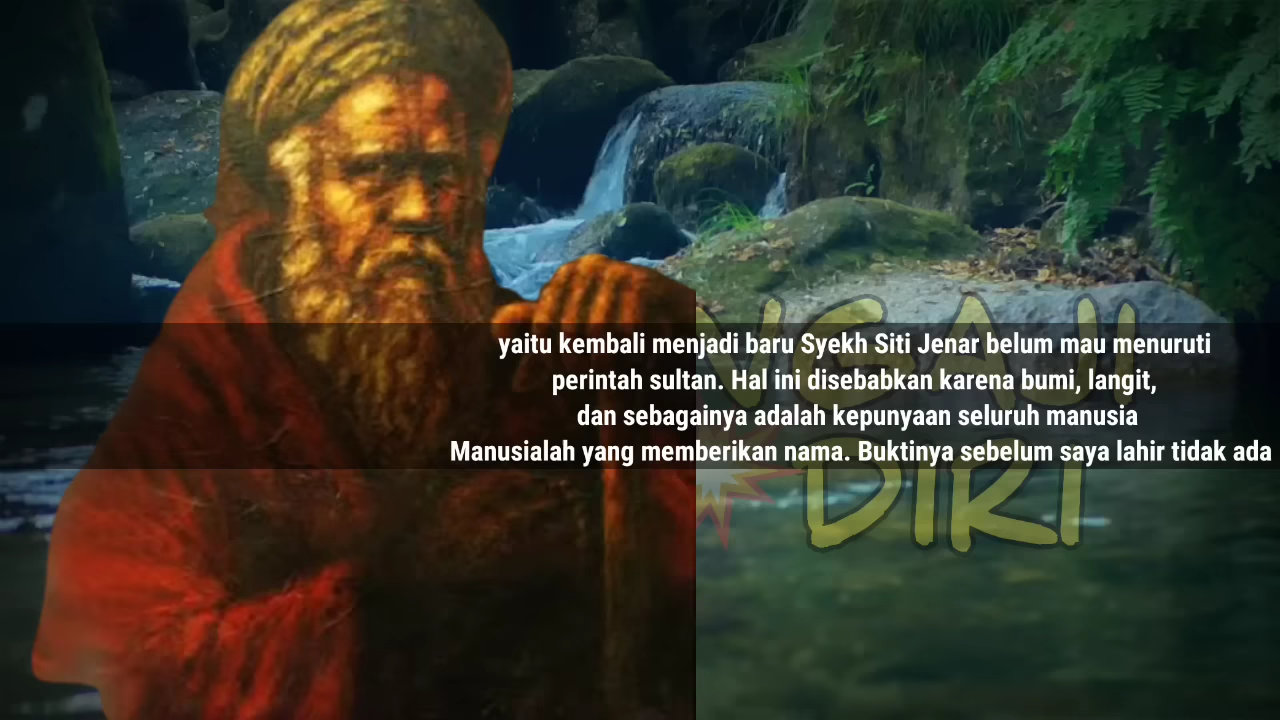 NGAJI
DIRI
yaitu kembali menjadi baru Syekh Siti Jenar belum mau menuruti
perintah sultan. Hal ini disebabkan karena bumi, langit,
dan sebagainya adalah kepunyaan seluruh manusia
Manusialah yang memberikan nama. Buktinya sebelum saya lahir tidak ada